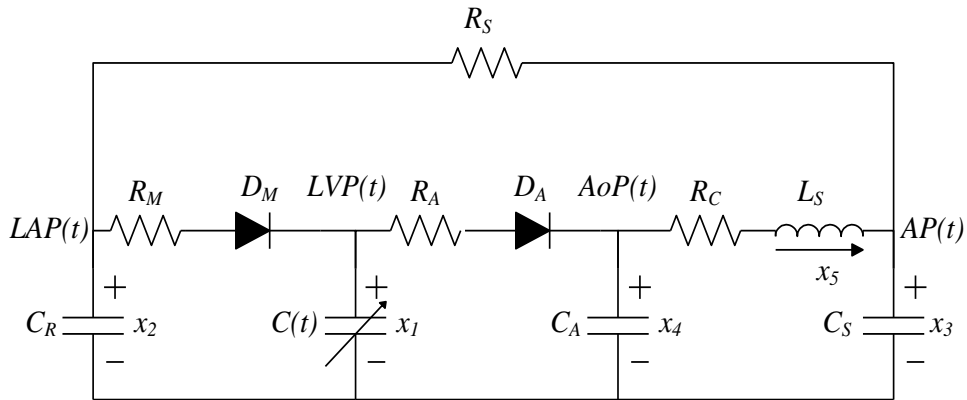 R_S
R_M
D_M
LVP(t)
R_A
D_A
AoP(t)
R_C
L_S
LAP(t)
AP(t)
x_5
+
+
+
+
C_R
x_2
C(t)
x_1
C_A
x_4
C_S
x_3
−
−
−
−